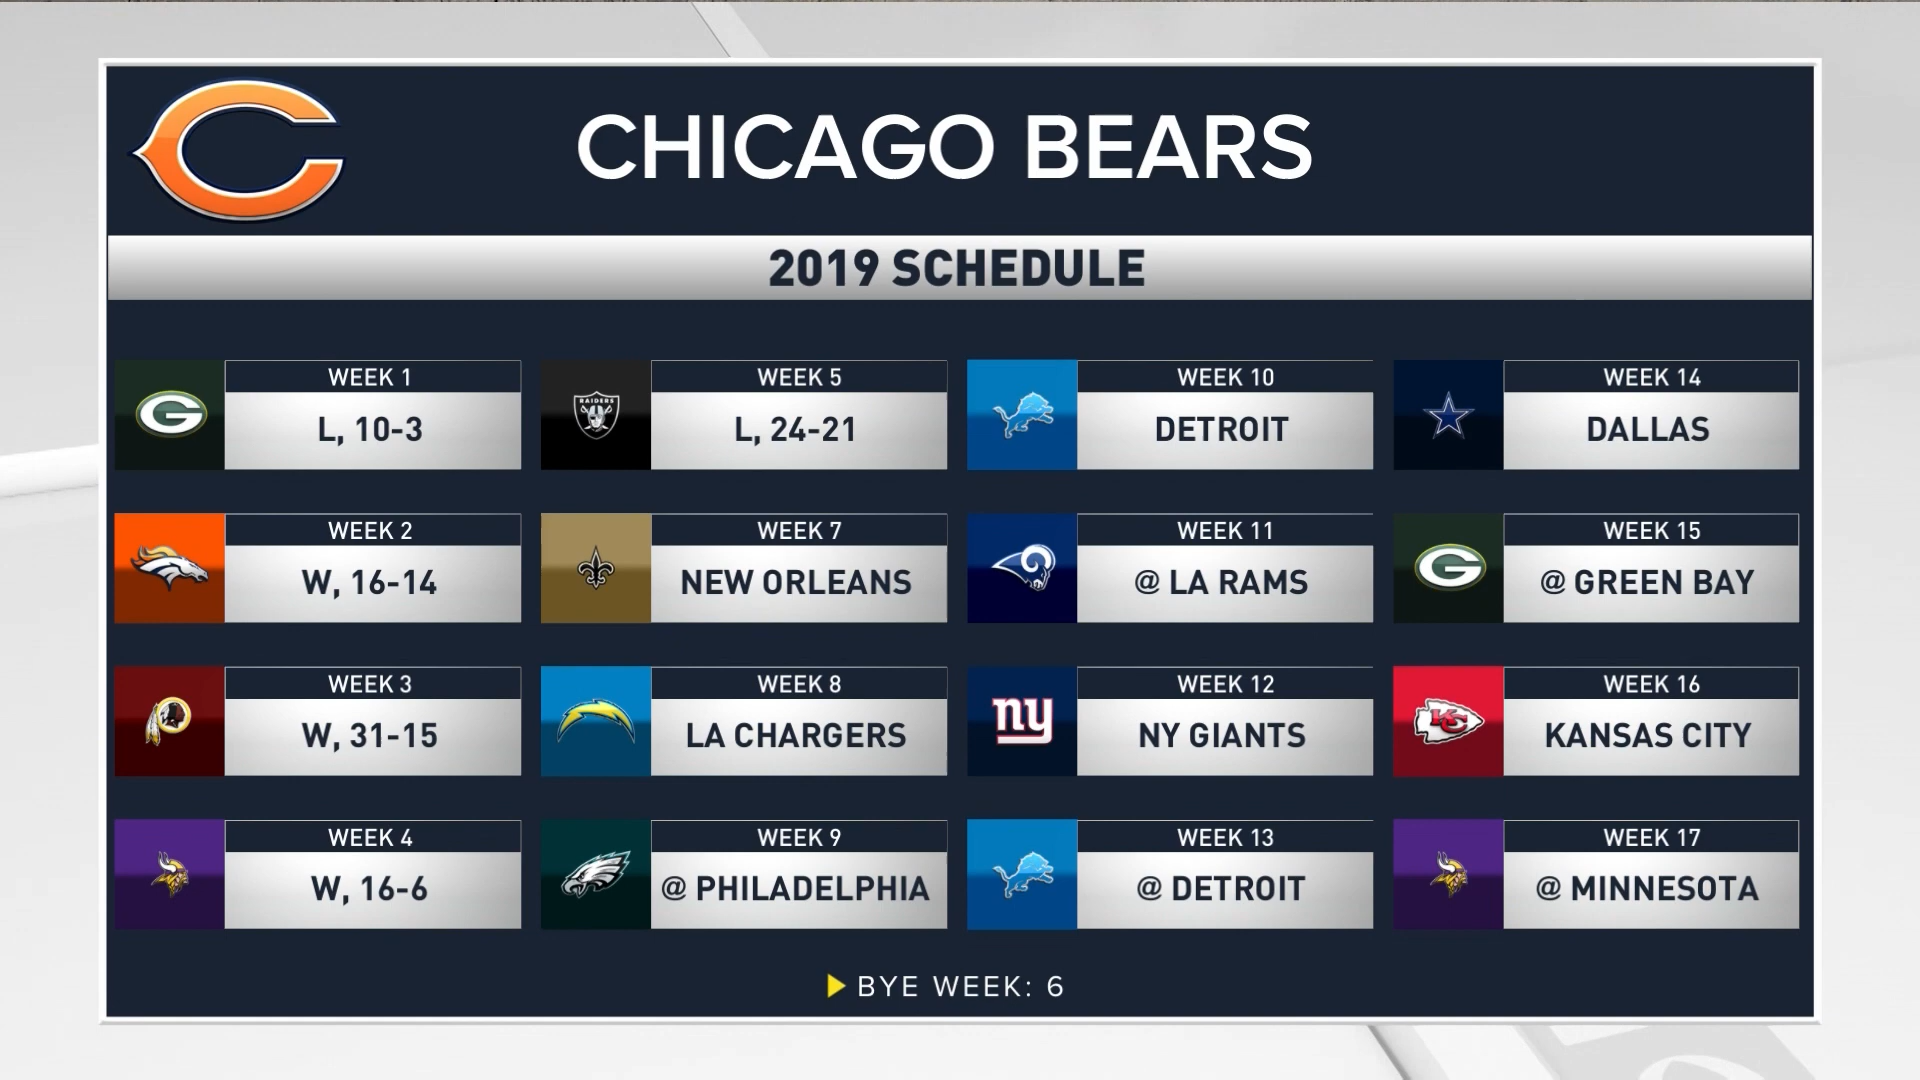 CHICAGO BEARS
2019 SCHEDULE
WEEK 1
L, 10-3
WEEK 2
W, 16-14
WEEK 3
W, 31-15
WEEK 4
W, 16-6
RAIDERS
WEEK 5
L, 24-21
WEEK 7
NEW ORLEANS
WEEK 8
LA CHARGERS
WEEK 9
@ PHILADELPHIA
WEEK 10
DETROIT
WEEK 11
@ LA RAMS
ny
WEEK 12
NY GIANTS
WEEK 13
@ DETROIT
WEEK 14
DALLAS
G
WEEK 15
@ GREEN BAY
KC
WEEK 16
KANSAS CITY
WEEK 17
@ MINNESOTA
BYE WEEK: 6